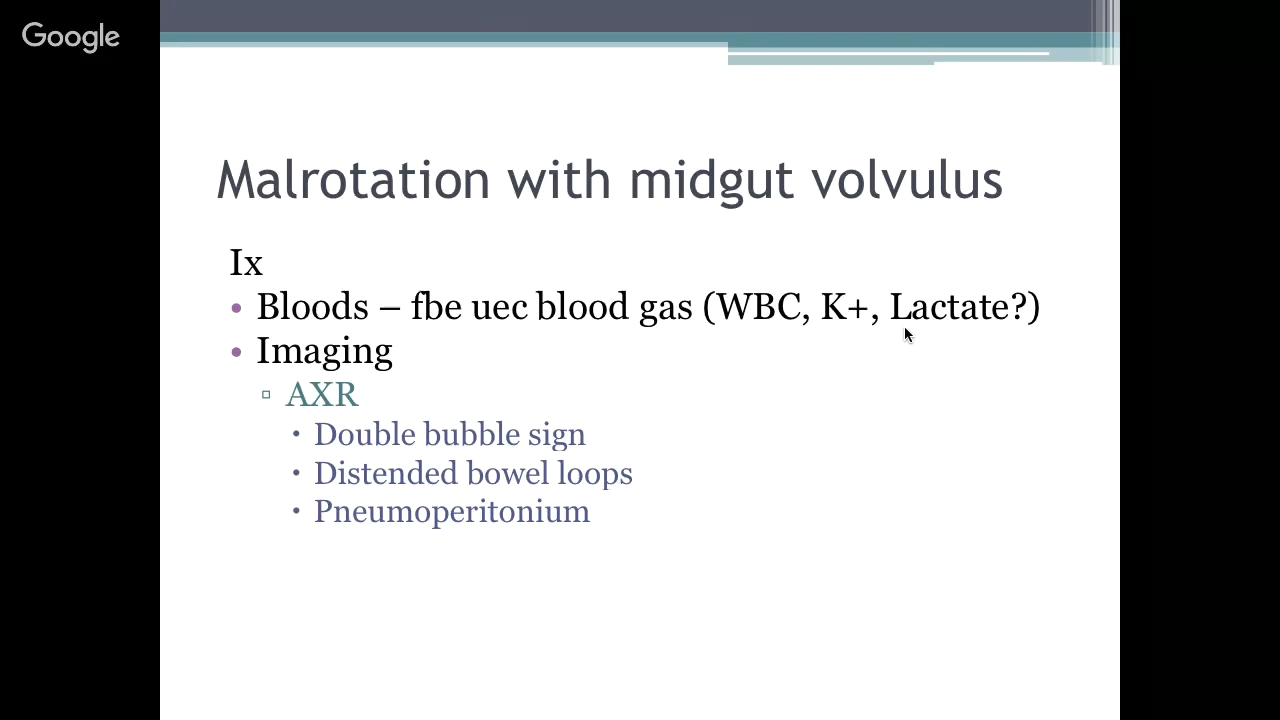 Google
Malrotation with midgut volvulus
Ix
• Bloods – fbe uec blood gas (WBC, K+, Lactate?)
• Imaging
▫ AXR
• Double bubble sign
• Distended bowel loops
• Pneumoperitonium